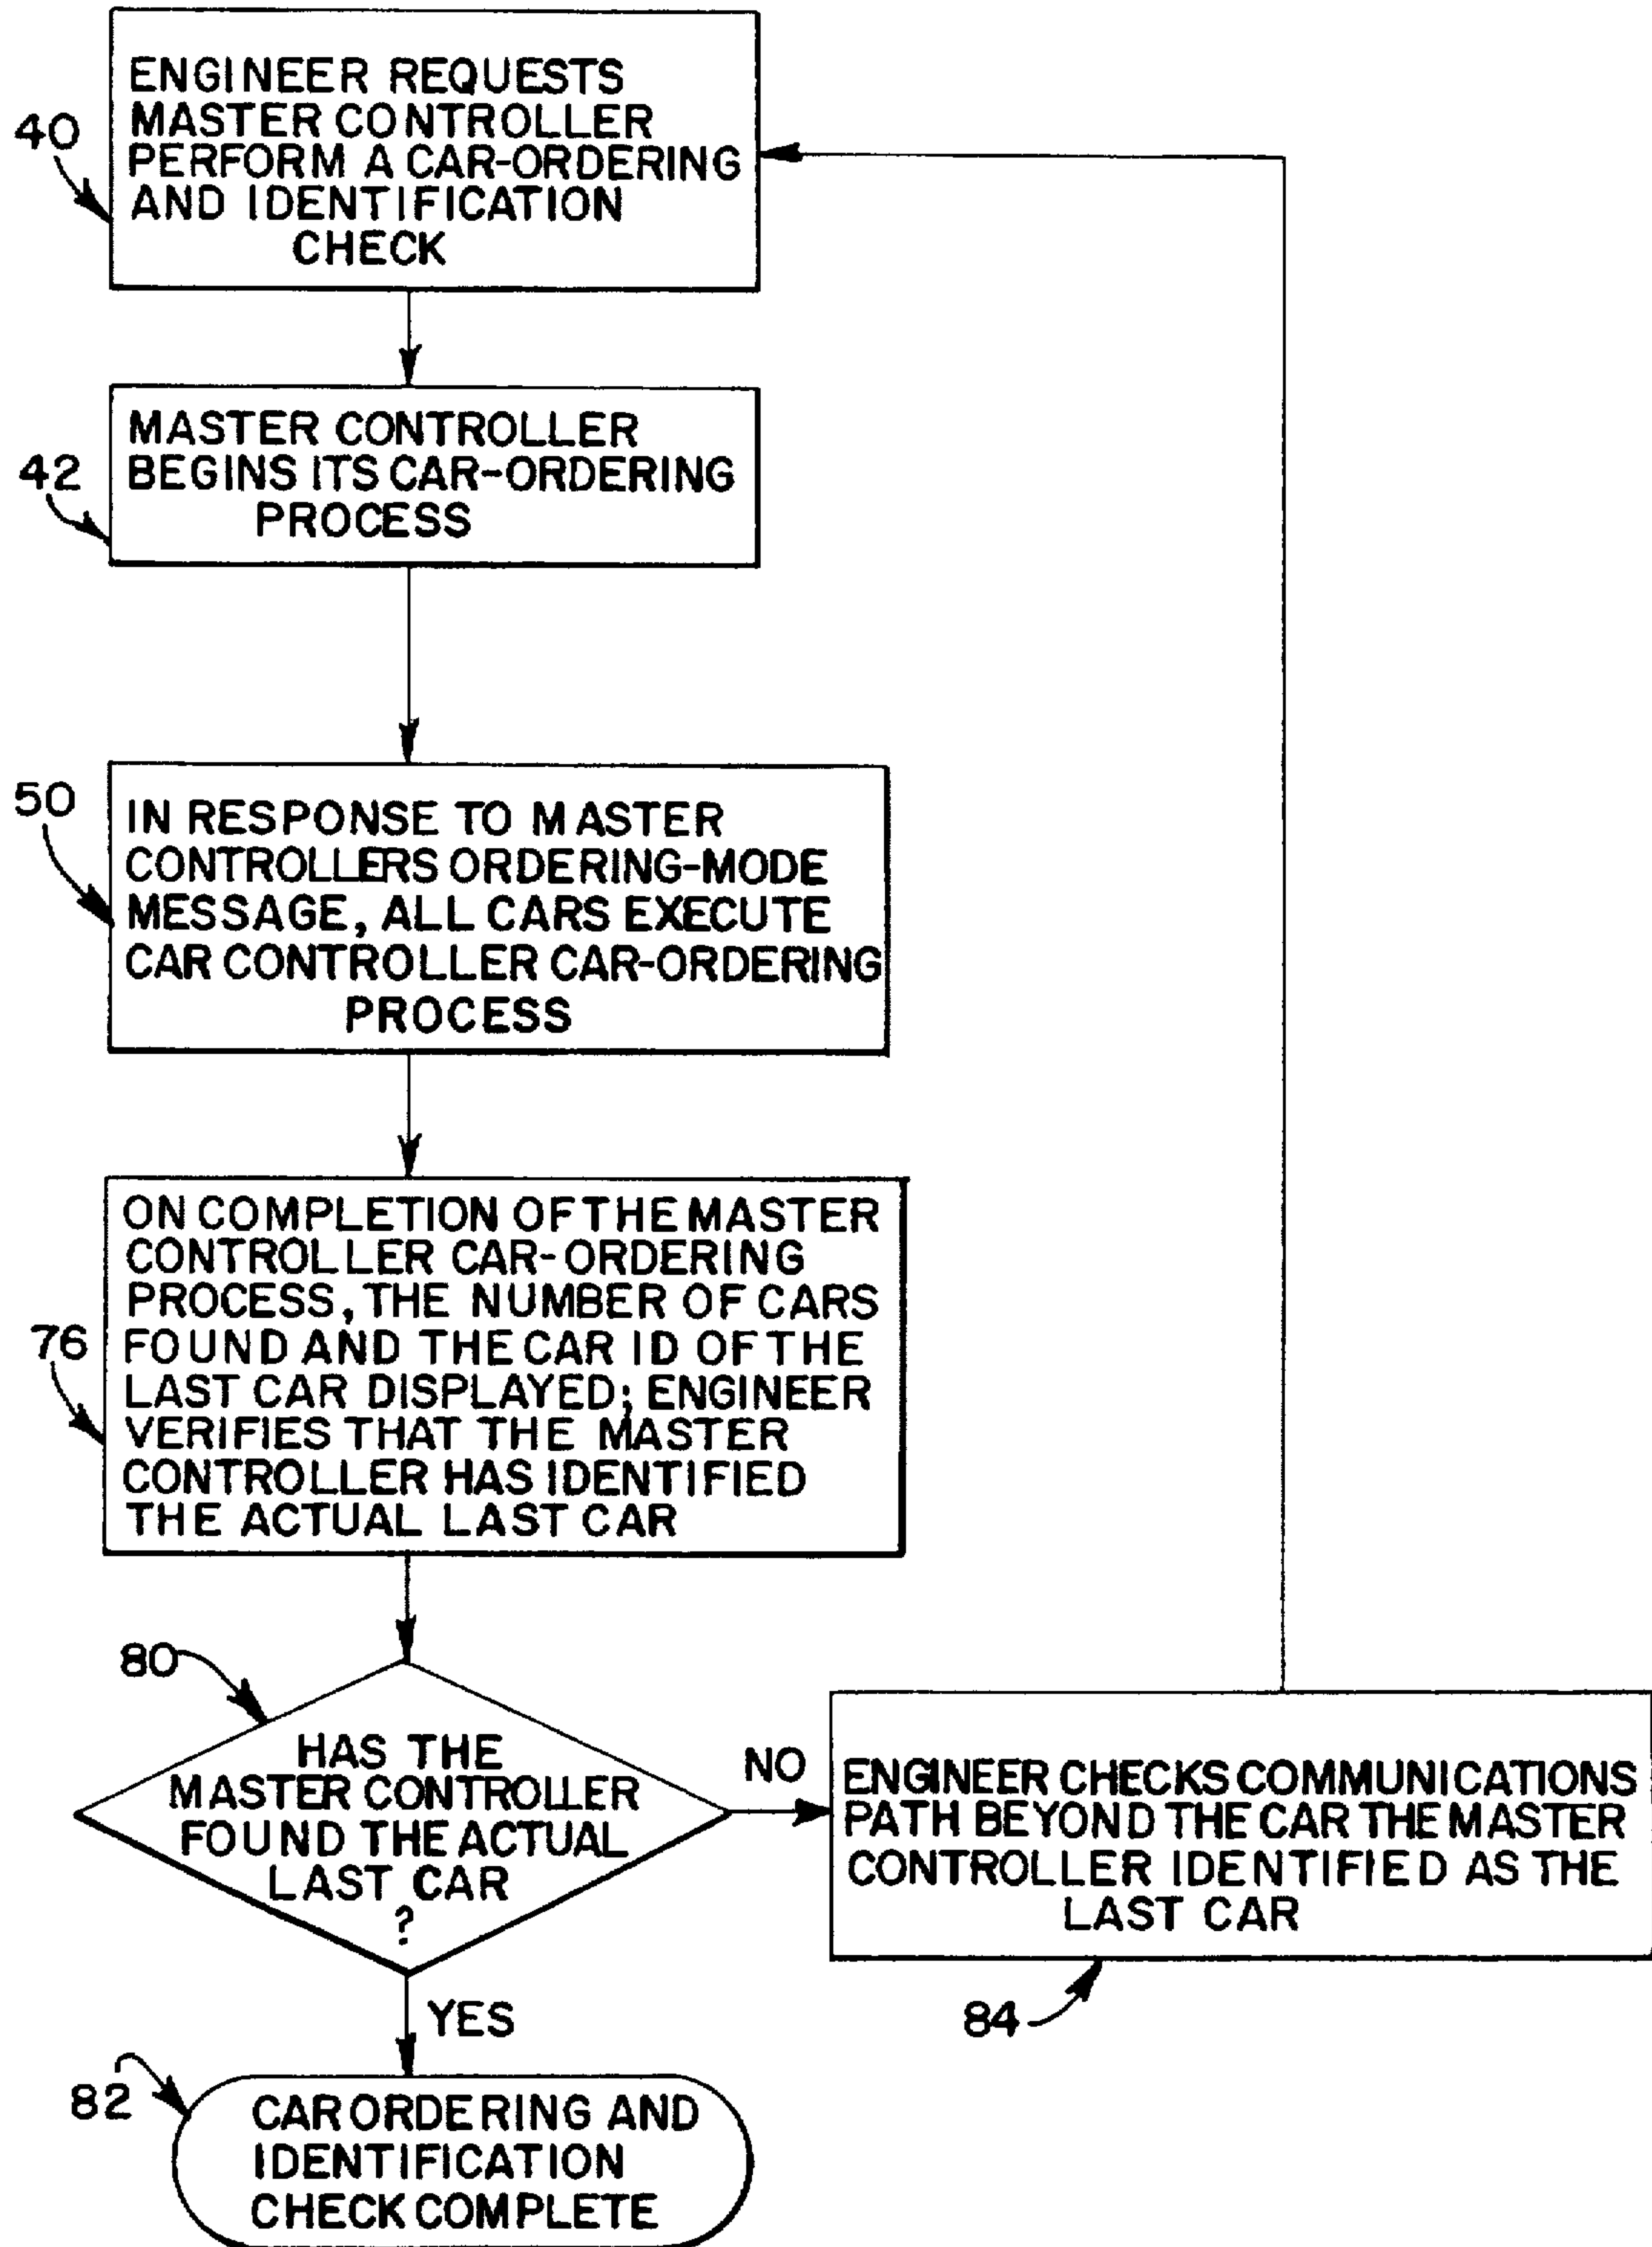 40
ENGINEER REQUESTS
MASTER CONTROLLER
PERFORM A CAR-ORDERING
AND IDENTIFICATION
CHECK
42
MASTER CONTROLLER
BEGINS ITS CAR-ORDERING
PROCESS
50
IN RESPONSE TO MASTER
CONTROLLERS ORDERING-MODE
MESSAGE, ALL CARS EXECUTE
CAR CONTROLLER CAR-ORDERING
PROCESS
76
ON COMPLETION OF THE MASTER
CONTROLLER CAR-ORDERING
PROCESS, THE NUMBER OF CARS
FOUND AND THE CAR ID OF THE
LAST CAR DISPLAYED; ENGINEER
VERIFIES THAT THE MASTER
CONTROLLER HAS IDENTIFIED
THE ACTUAL LAST CAR
80
HAS THE
MASTER CONTROLLER
FOUND THE ACTUAL
LAST CAR
?
NO
ENGINEER CHECKS COMMUNICATIONS
PATH BEYOND THE CAR THE MASTER
CONTROLLER IDENTIFIED AS THE
LAST CAR
84
YES
82
CAR ORDERING AND
IDENTIFICATION
CHECK COMPLETE